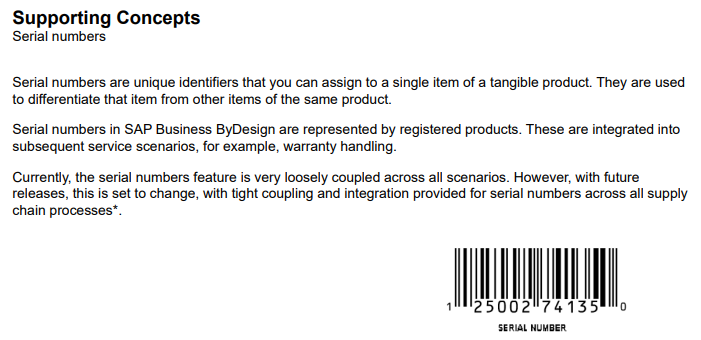 Supporting Concepts
Serial numbers
Serial numbers are unique identifiers that you can assign to a single item of a tangible product. They are used
to differentiate that item from other items of the same product.
Serial numbers in SAP Business ByDesign are represented by registered products. These are integrated into
subsequent service scenarios, for example, warranty handling.
Currently, the serial numbers feature is very loosely coupled across all scenarios. However, with future
releases, this is set to change, with tight coupling and integration provided for serial numbers across all supply
chain processes*.
1 25002 74135 0
SERIAL NUMBER